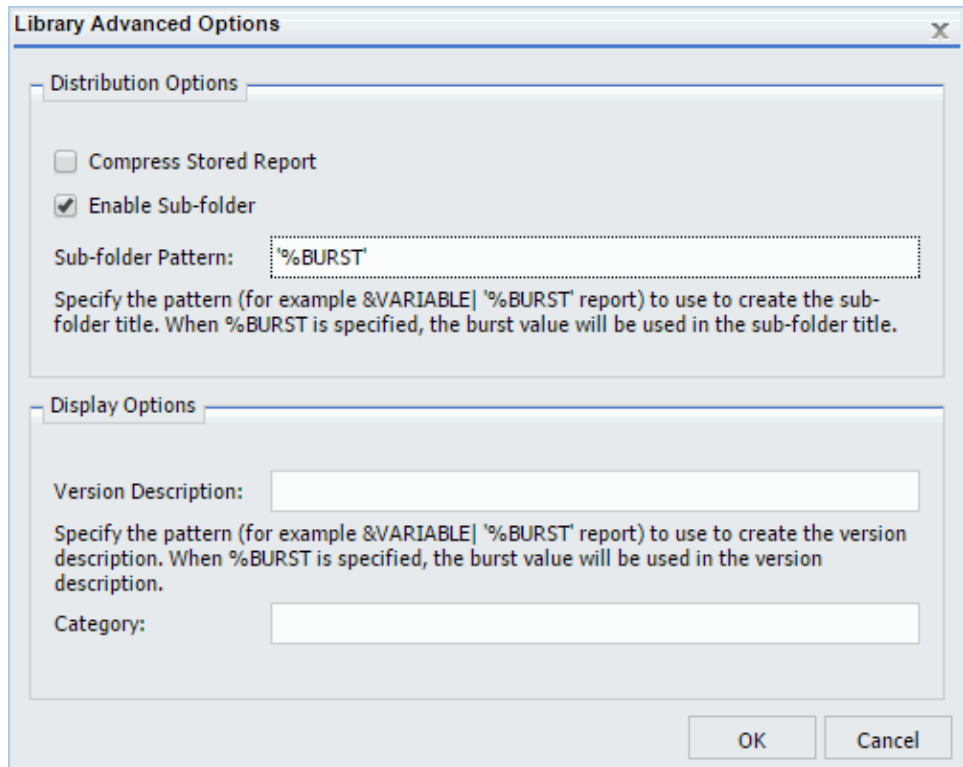 Library Advanced Options
Distribution Options
Compress Stored Report
Enable Sub-folder
Sub-folder Pattern: '%BURST'
Specify the pattern (for example &VARIABLE| '%BURST' report) to use to create the sub-
folder title. When %BURST is specified, the burst value will be used in the sub-folder title.
Display Options
Version Description:
Specify the pattern (for example &VARIABLE| '%BURST' report) to use to create the version
description. When %BURST is specified, the burst value will be used in the version
description.
Category:
OK Cancel